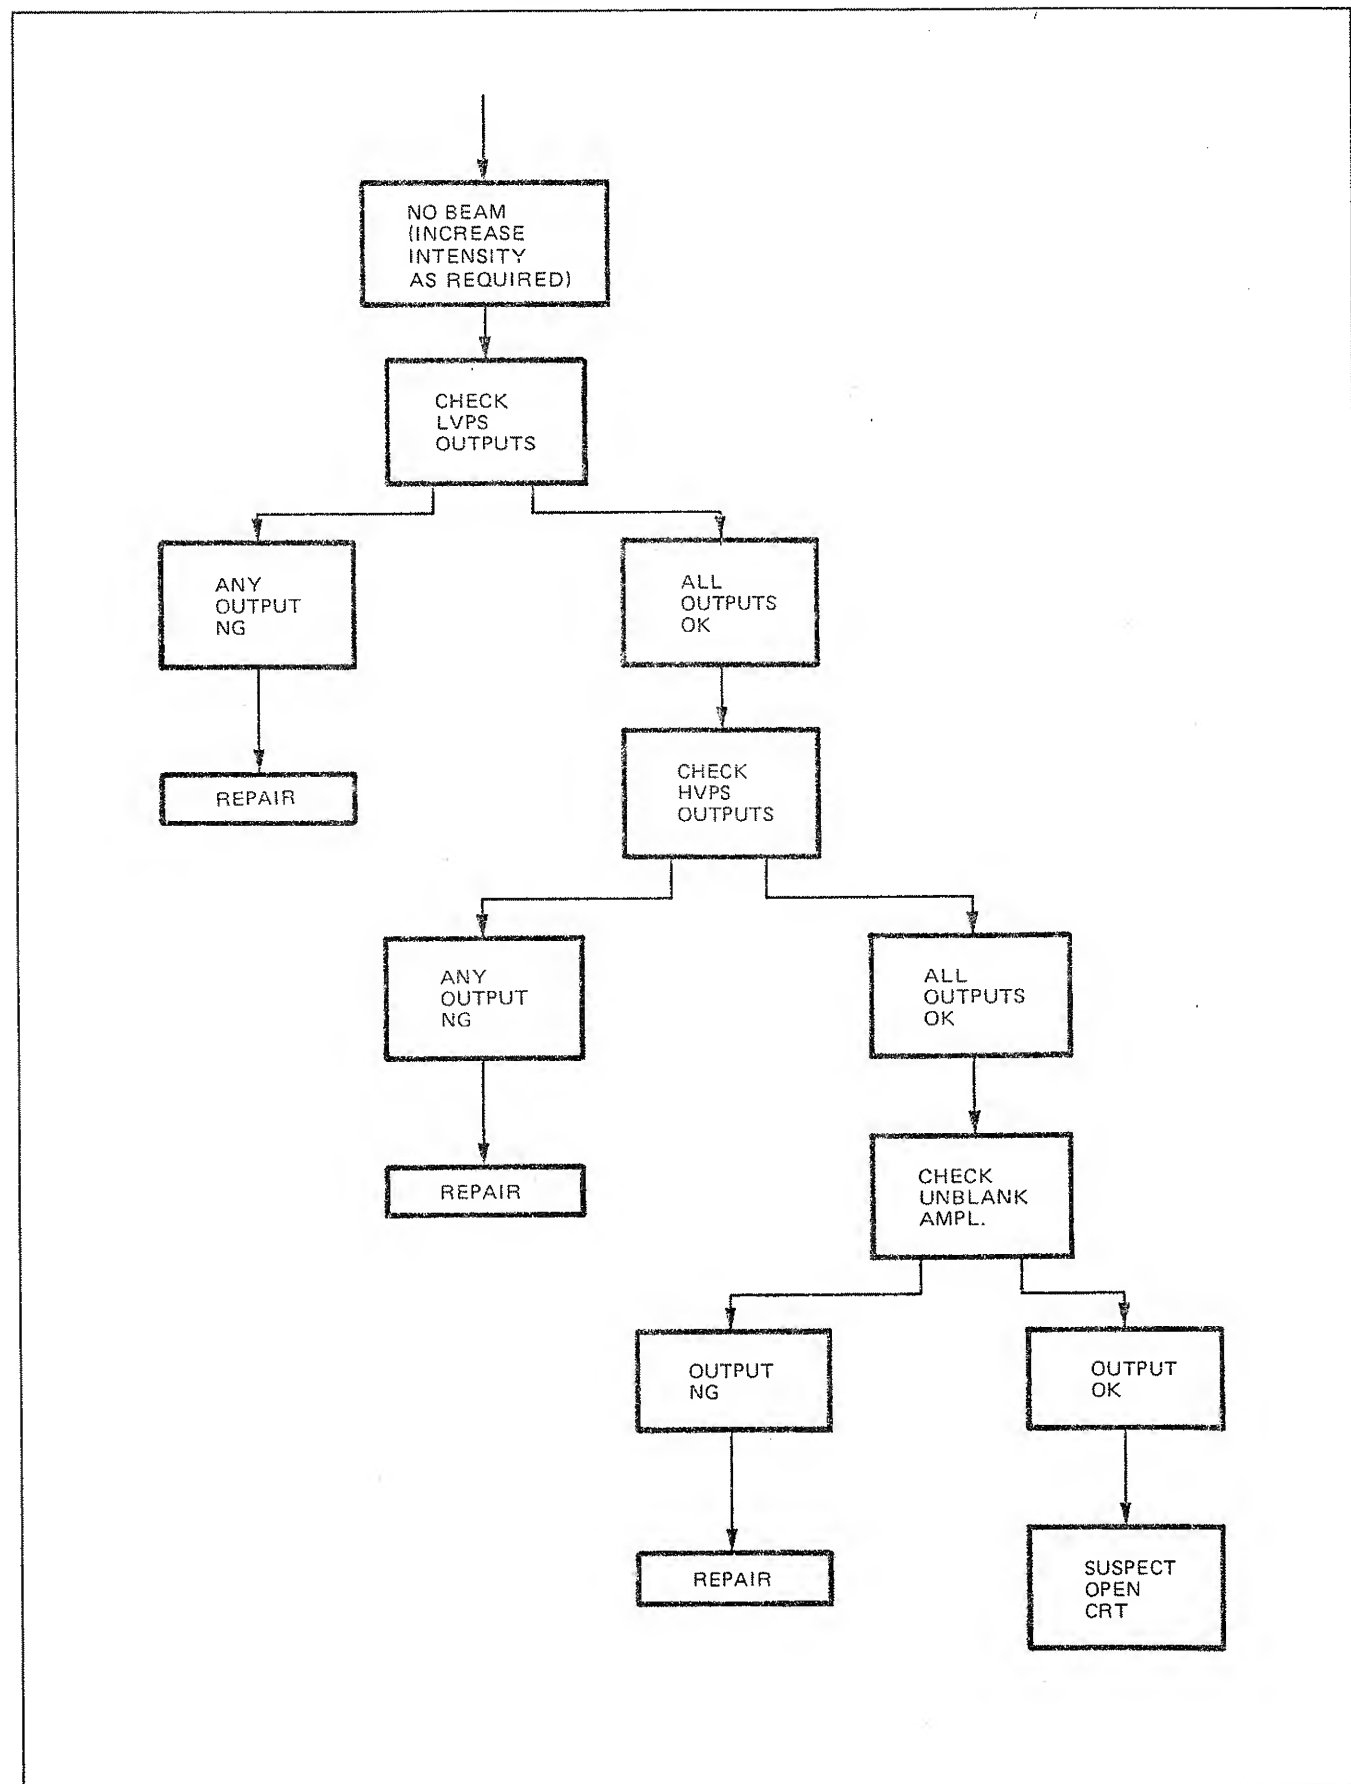 NO BEAM
(INCREASE
INTENSITY
AS REQUIRED)
CHECK
LVPS
OUTPUTS
ANY
OUTPUT
NG
ALL
OUTPUTS
OK
REPAIR
CHECK
HVPS
OUTPUTS
ANY
OUTPUT
NG
ALL
OUTPUTS
OK
REPAIR
CHECK
UNBLANK
AMPL.
OUTPUT
NG
OUTPUT
OK
REPAIR
SUSPECT
OPEN
CRT